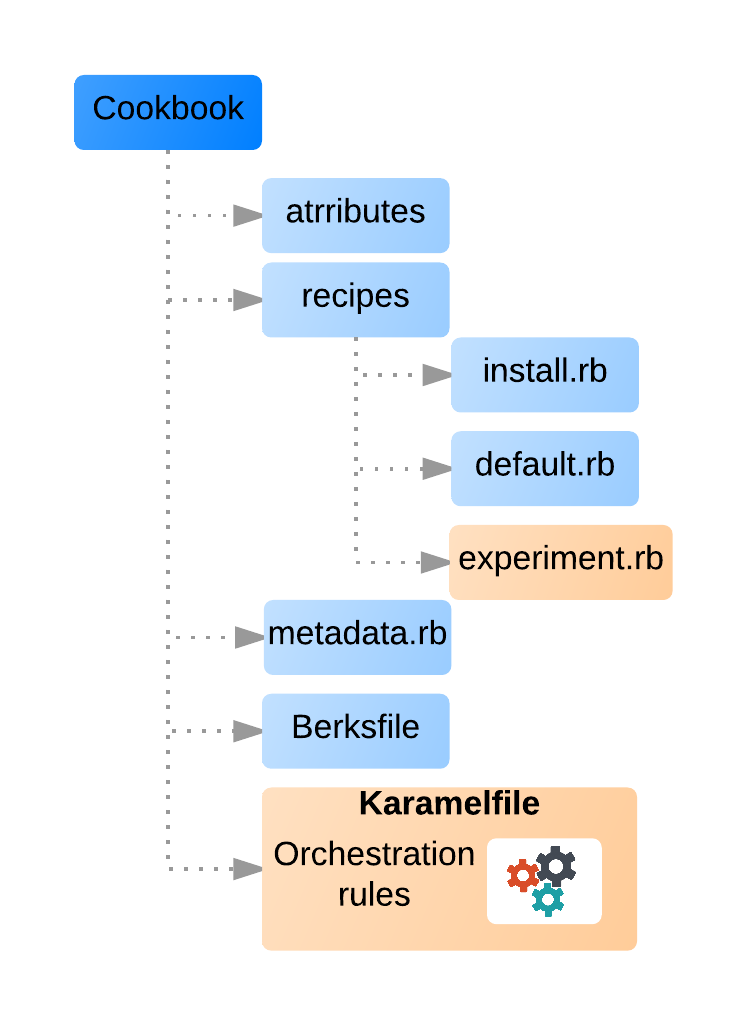 Cookbook
atrributes
recipes
install.rb
default.rb
experiment.rb
metadata.rb
Berksfile
Karamelfile
Orchestration
rules